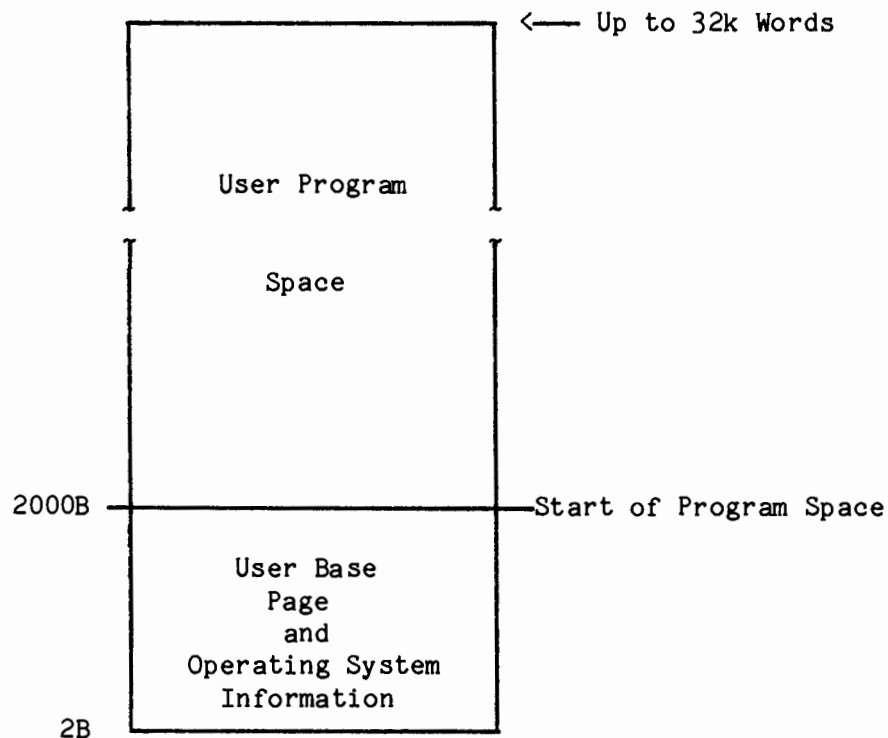 <— Up to 32k Words
User Program
Space
2000B
Start of Program Space
User Base
Page
and
Operating System
Information
2B